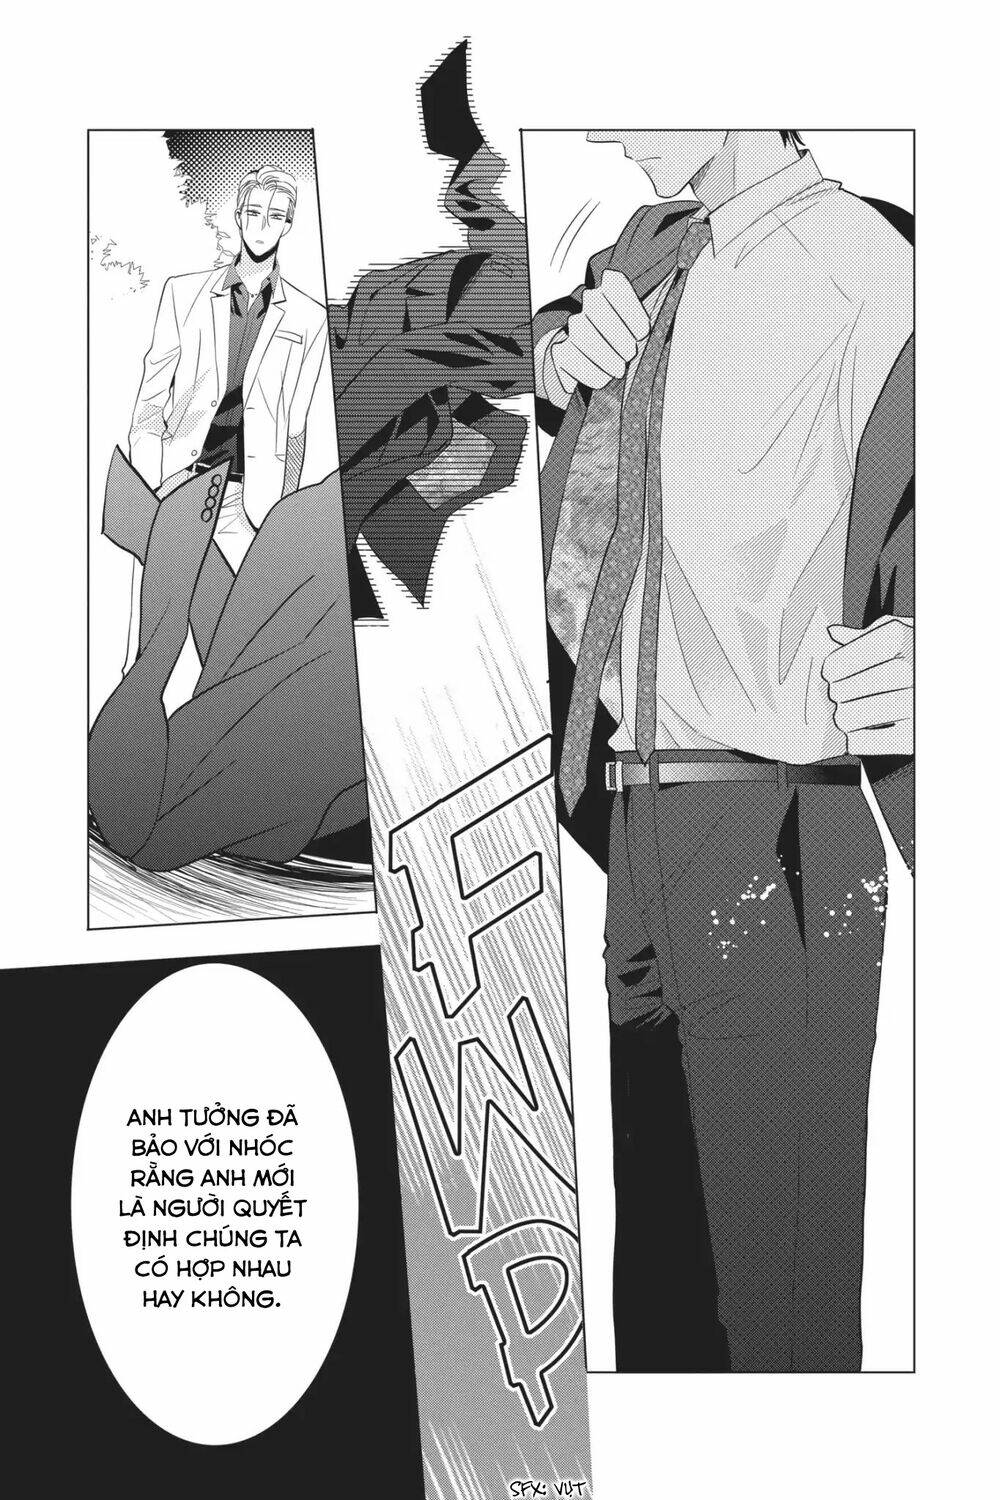 FWP
ANH TƯỞNG ĐÃ
BẢO VỚI NHÓC
RẰNG ANH MỚI
LÀ NGƯỜI QUYẾT
ĐỊNH CHÚNG TA
CÓ HỢP NHAU
HAY KHÔNG.
SFX: VỤT